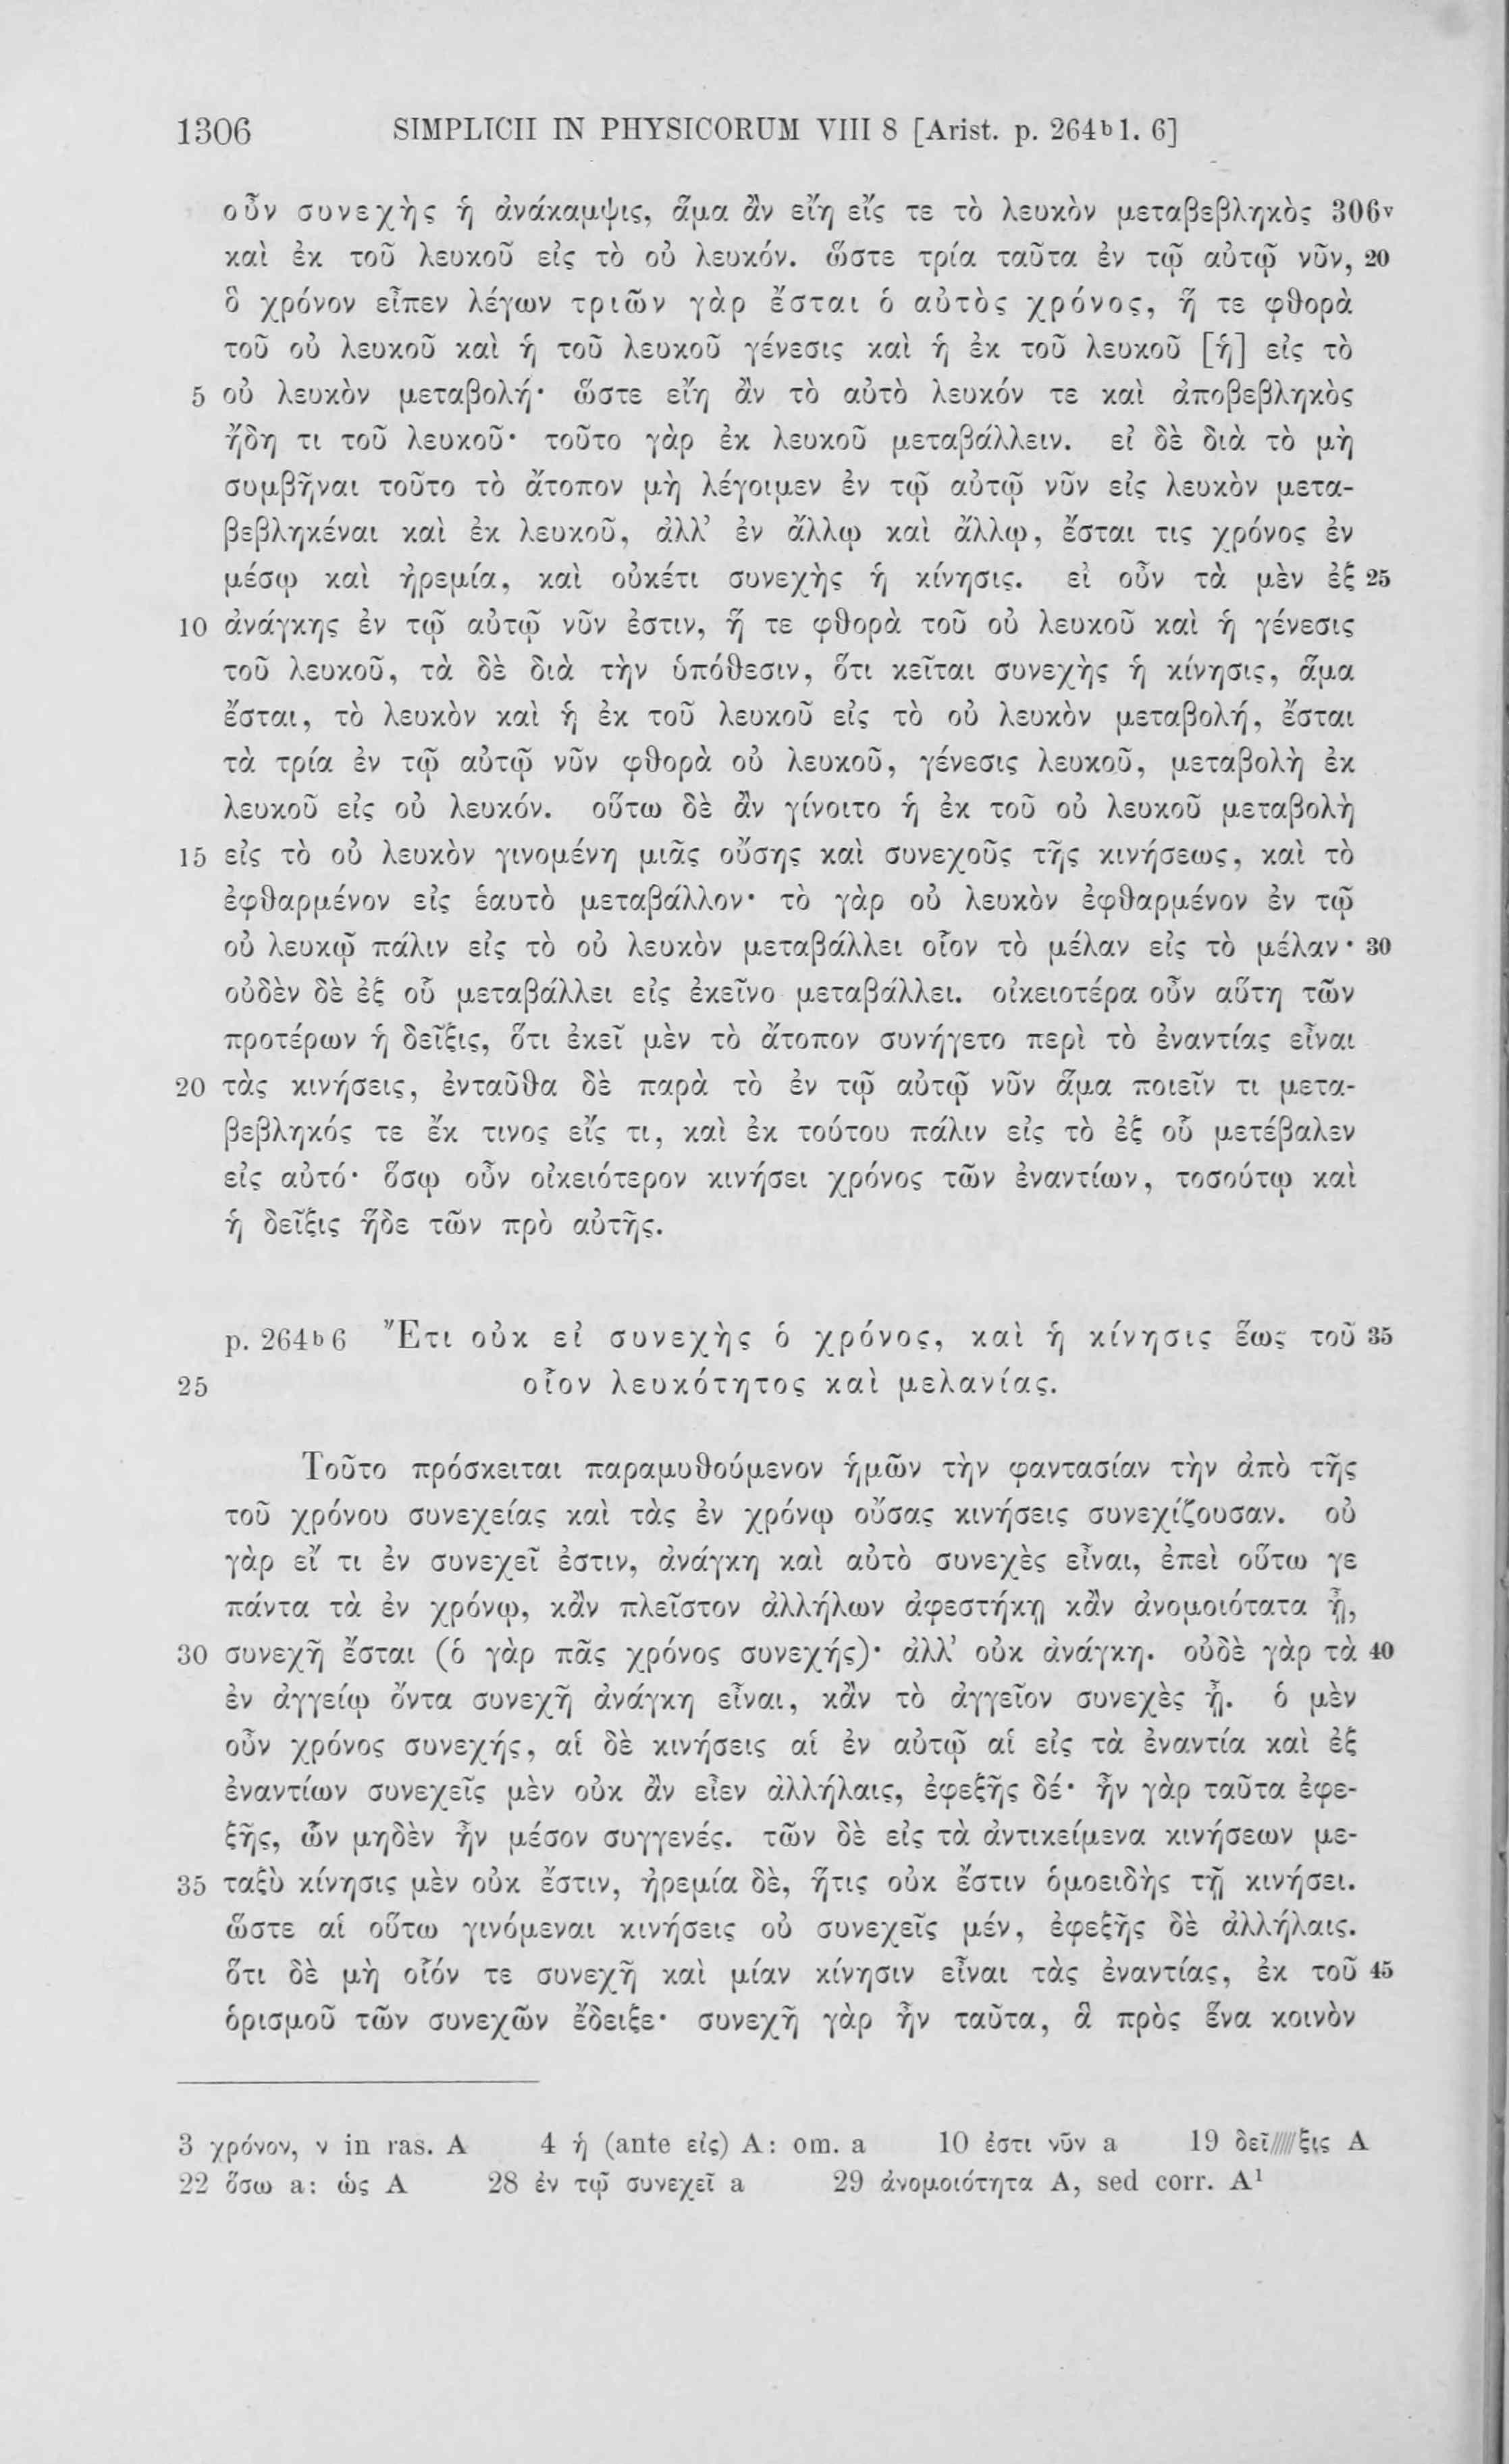 1306 SIMPLICII IN PHYSICORUM VIII 8 [Arist. p. 264ᵇ1. 6]
οὖν συνεχὴς ἡ ἀνάκαμψις, ἅμα ἂν εἴη εἴς τε τὸ λευκὸν μεταβεβληκὸς 306ᵛ
καὶ ἐκ τοῦ λευκοῦ εἰς τὸ οὐ λευκόν. ὥστε τρία ταῦτα ἐν τῷ αὐτῷ νῦν, 20
ὃ χρόνον εἶπεν λέγων τριῶν γὰρ ἔσται ὁ αὐτὸς χρόνος, ἥ τε φθορὰ
τοῦ οὐ λευκοῦ καὶ ἡ τοῦ λευκοῦ γένεσις καὶ ἡ ἐκ τοῦ λευκοῦ [ἡ] εἰς τὸ
5 οὐ λευκὸν μεταβολή· ὥστε εἴη ἂν τὸ αὐτὸ λευκόν τε καὶ ἀποβεβληκὸς
ἤδη τι τοῦ λευκοῦ· τοῦτο γὰρ ἐκ λευκοῦ μεταβάλλειν. εἰ δὲ διὰ τὸ μὴ
συμβῆναι τοῦτο τὸ ἄτοπον μὴ λέγοιμεν ἐν τῷ αὐτῷ νῦν εἰς λευκὸν μετα-
βεβληκέναι καὶ ἐκ λευκοῦ, ἀλλ’ ἐν ἄλλῳ καὶ ἄλλῳ, ἔσται τις χρόνος ἐν
μέσῳ καὶ ἠρεμία, καὶ οὐκέτι συνεχὴς ἡ κίνησις. εἰ οὖν τὰ μὲν ἐξ 25
10 ἀνάγκης ἐν τῷ αὐτῷ νῦν ἐστιν, ἥ τε φθορὰ τοῦ οὐ λευκοῦ καὶ ἡ γένεσις
τοῦ λευκοῦ, τὰ δὲ διὰ τὴν ὑπόθεσιν, ὅτι κεῖται συνεχὴς ἡ κίνησις, ἅμα
ἔσται, τὸ λευκὸν καὶ ἡ ἐκ τοῦ λευκοῦ εἰς τὸ οὐ λευκὸν μεταβολή, ἔσται
τὰ τρία ἐν τῷ αὐτῷ νῦν φθορὰ οὐ λευκοῦ, γένεσις λευκοῦ, μεταβολὴ ἐκ
λευκοῦ εἰς οὐ λευκόν. οὕτω δὲ ἂν γίνοιτο ἡ ἐκ τοῦ οὐ λευκοῦ μεταβολὴ
15 εἰς τὸ οὐ λευκὸν γινομένη μιᾶς οὔσης καὶ συνεχοῦς τῆς κινήσεως, καὶ τὸ
ἐφθαρμένον εἰς ἑαυτὸ μεταβάλλον· τὸ γὰρ οὐ λευκὸν ἐφθαρμένον ἐν τῷ
οὐ λευκῷ πάλιν εἰς τὸ οὐ λευκὸν μεταβάλλει οἷον τὸ μέλαν εἰς τὸ μέλαν· 30
οὐδὲν δὲ ἐξ οὗ μεταβάλλει εἰς ἐκεῖνο μεταβάλλει. οἰκειοτέρα οὖν αὕτη τῶν
προτέρων ἡ δεῖξις, ὅτι ἐκεῖ μὲν τὸ ἄτοπον συνήγετο περὶ τὸ ἐναντίας εἶναι
20 τὰς κινήσεις, ἐνταῦθα δὲ παρὰ τὸ ἐν τῷ αὐτῷ νῦν ἅμα ποιεῖν τι μετα-
βεβληκός τε ἔκ τινος εἴς τι, καὶ ἐκ τούτου πάλιν εἰς τὸ ἐξ οὗ μετέβαλεν
εἰς αὐτό· ὅσῳ οὖν οἰκειότερον κινήσει χρόνος τῶν ἐναντίων, τοσούτῳ καὶ
ἡ δεῖξις ἥδε τῶν πρὸ αὐτῆς.
p. 264ᵇ6 Ἔτι οὐκ εἰ συνεχὴς ὁ χρόνος, καὶ ἡ κίνησις ἕως τοῦ 35
25 οἷον λευκότητος καὶ μελανίας.
Τοῦτο πρόσκειται παραμυθούμενον ἡμῶν τὴν φαντασίαν τὴν ἀπὸ τῆς
τοῦ χρόνου συνεχείας καὶ τὰς ἐν χρόνῳ οὔσας κινήσεις συνεχίζουσαν. οὐ
γὰρ εἴ τι ἐν συνεχεῖ ἐστιν, ἀνάγκη καὶ αὐτὸ συνεχὲς εἶναι, ἐπεὶ οὕτω γε
πάντα τὰ ἐν χρόνῳ, κἂν πλεῖστον ἀλλήλων ἀφεστήκῃ κἂν ἀνομοιότατα ᾖ,
30 συνεχῆ ἔσται (ὁ γὰρ πᾶς χρόνος συνεχής)· ἀλλ’ οὐκ ἀνάγκη. οὐδὲ γὰρ τὰ 40
ἐν ἀγγείῳ ὄντα συνεχῆ ἀνάγκη εἶναι, κἂν τὸ ἀγγεῖον συνεχὲς ᾖ. ὁ μὲν
οὖν χρόνος συνεχής, αἱ δὲ κινήσεις αἱ ἐν αὐτῷ αἱ εἰς τὰ ἐναντία καὶ ἐξ
ἐναντίων συνεχεῖς μὲν οὐκ ἂν εἶεν ἀλλήλαις, ἐφεξῆς δέ· ἦν γὰρ ταῦτα ἐφε-
ξῆς, ὧν μηδὲν ἦν μέσον συγγενές. τῶν δὲ εἰς τὰ ἀντικείμενα κινήσεων με-
35 ταξὺ κίνησις μὲν οὐκ ἔστιν, ἠρεμία δὲ, ἥτις οὐκ ἔστιν ὁμοειδὴς τῇ κινήσει.
ὥστε αἱ οὕτω γινόμεναι κινήσεις οὐ συνεχεῖς μέν, ἐφεξῆς δὲ ἀλλήλαις.
ὅτι δὲ μὴ οἷόν τε συνεχῆ καὶ μίαν κίνησιν εἶναι τὰς ἐναντίας, ἐκ τοῦ 45
ὁρισμοῦ τῶν συνεχῶν ἔδειξε· συνεχῆ γὰρ ἦν ταῦτα, ἃ πρὸς ἕνα κοινὸν
3 χρόνον, ν in ras. A 4 ἡ (ante εἰς) A: om. a 10 ἐστι νῦν a 19 δεῖ/////ξις A
22 ὅσω a: ὡς A 28 ἐν τῷ συνεχεῖ a 29 ἀνομοιότητα A, sed corr. A¹